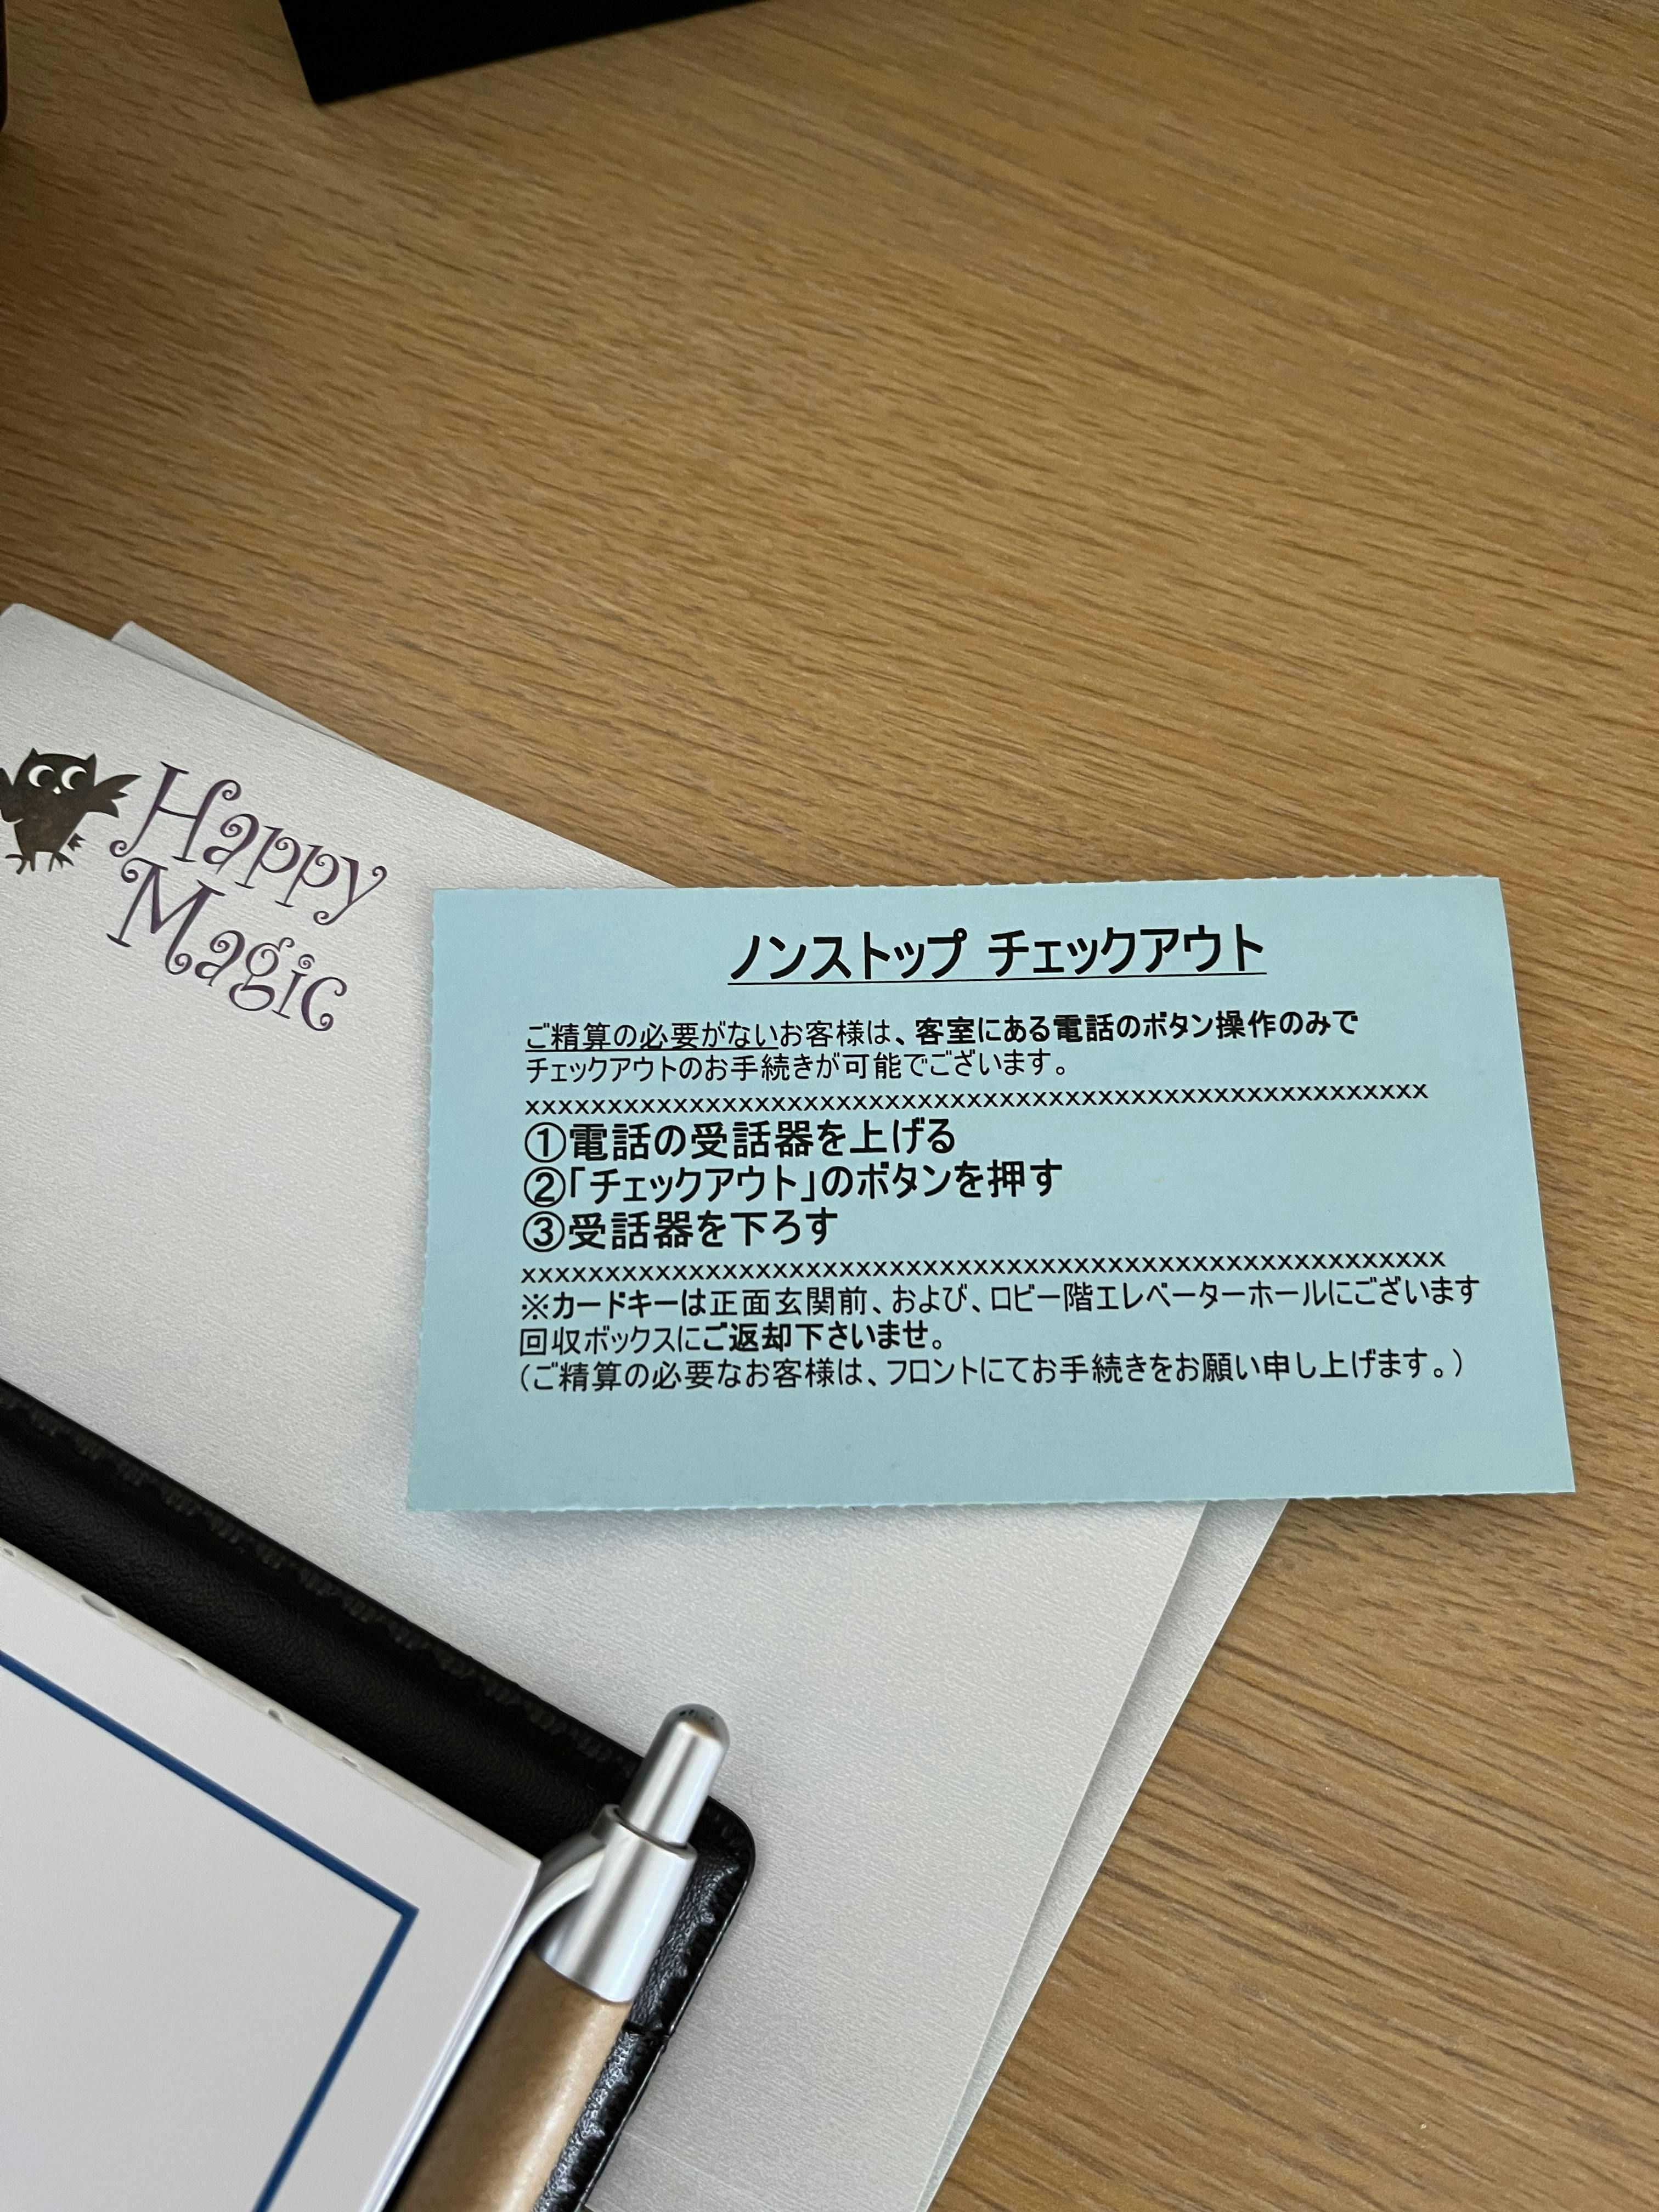 Happy
Magic
ノンストップ チェックアウト
ご精算の必要がないお客様は、客室にある電話のボタン操作のみで
チェックアウトのお手続きが可能でございます。
xxxxxxxxxxxxxxxxxxxxxxxxxxxxxxxxxxxxxxxxxxxxxxxxxxxxxxx
①電話の受話器を上げる
②「チェックアウト」のボタンを押す
③受話器を下ろす
xxxxxxxxxxxxxxxxxxxxxxxxxxxxxxxxxxxxxxxxxxxxxxxxxxxxxxx
※カードキーは正面玄関前、および、ロビー階エレベーターホールにございます
回収ボックスにご返却下さいませ。
(ご精算の必要なお客様は、フロントにてお手続きをお願い申し上げます。)